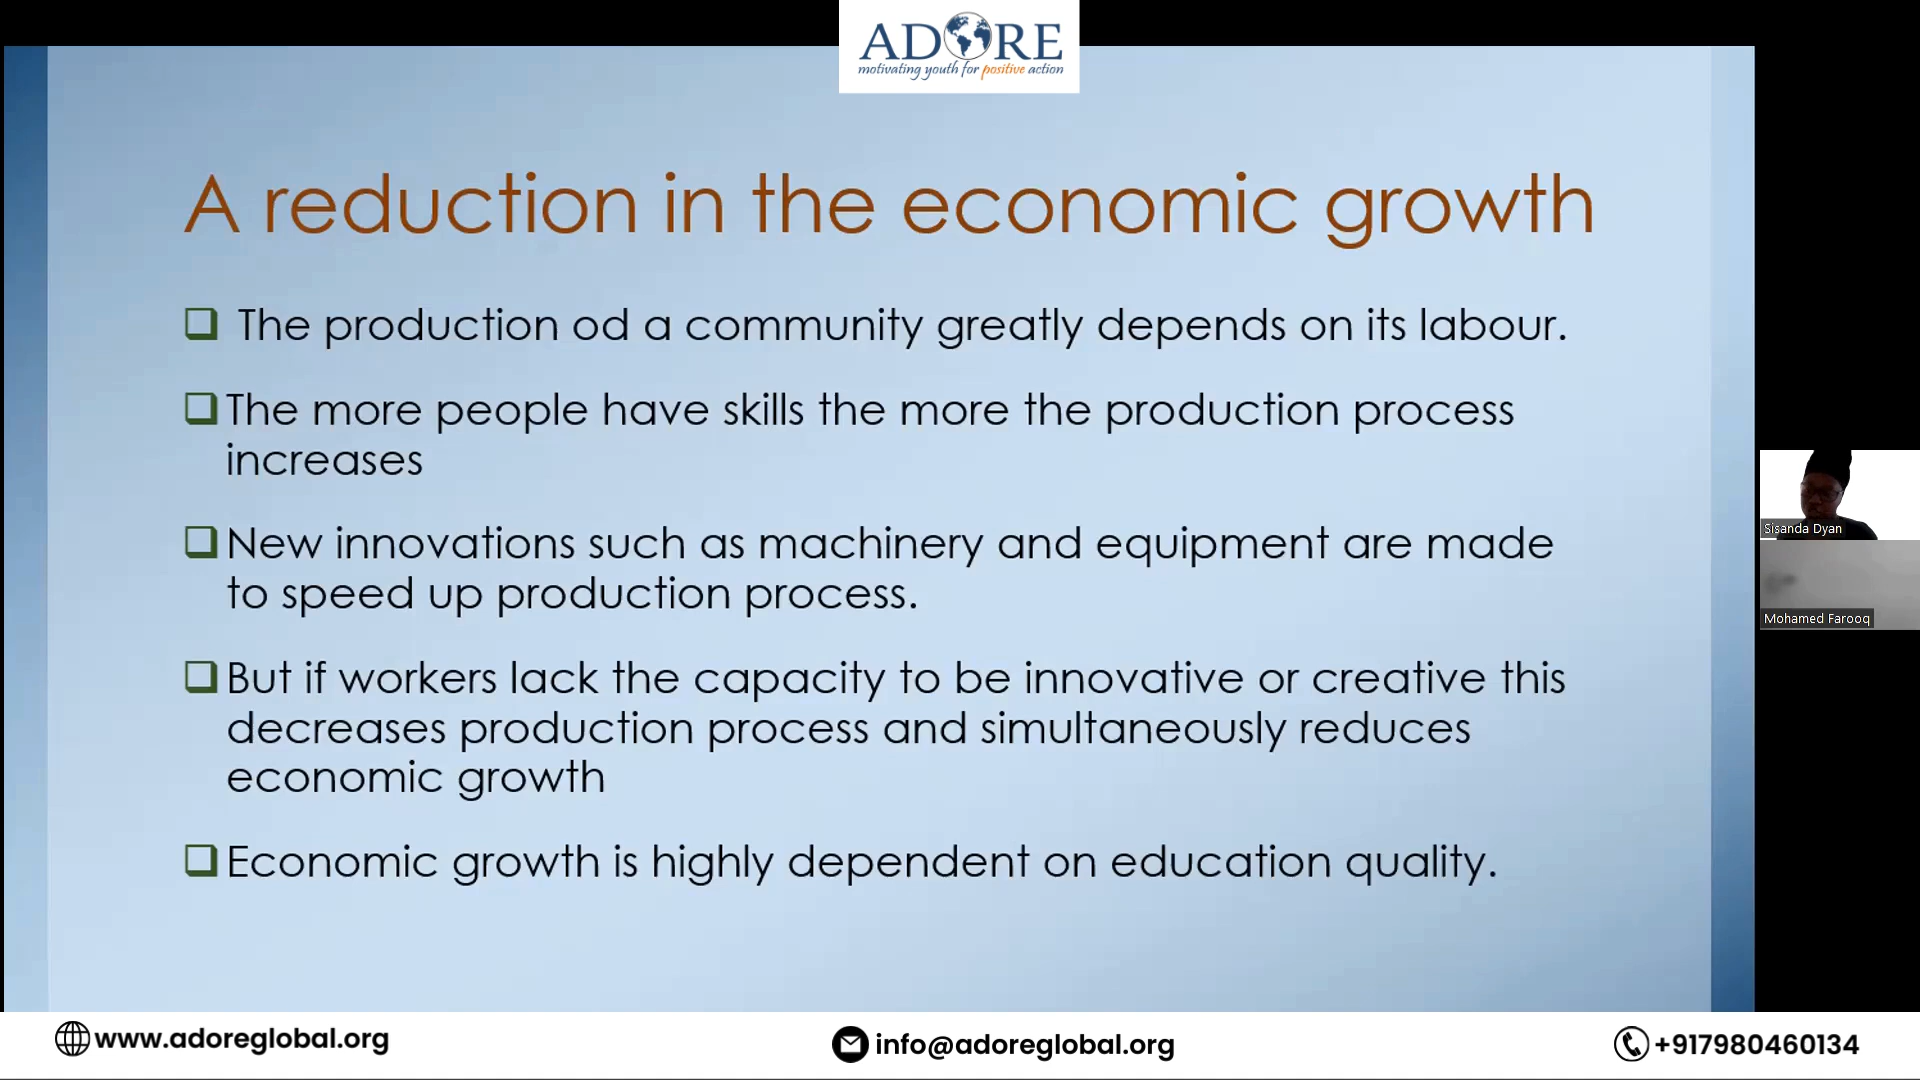 ADORE
motivating youth for positive action
A reduction in the economic growth
The production od a community greatly depends on its labour.
The more people have skills the more the production process
increases
New innovations such as machinery and equipment are made
to speed up production process.
But if workers lack the capacity to be innovative or creative this
decreases production process and simultaneously reduces
economic growth
Economic growth is highly dependent on education quality.
Sisanda Dyan
Mohamed Farooq
www.adoreglobal.org
info@adoreglobal.org
+917980460134